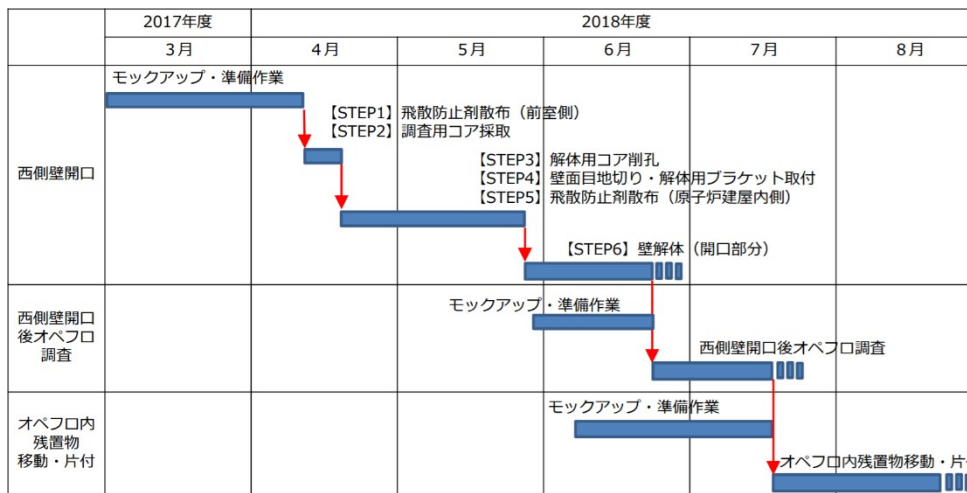 2017年度
2018年度
3月
4月
5月
6月
7月
8月
西側壁開口
モックアップ・準備作業
【STEP1】飛散防止剤散布（前室側）
【STEP2】調査用コア採取
【STEP3】解体用コア削孔
【STEP4】壁面目地切り・解体用ブラケット取付
【STEP5】飛散防止剤散布（原子炉建屋内側）
【STEP6】壁解体（開口部分）
西側壁開口
後オペフロ
調査
モックアップ・準備作業
西側壁開口後オペフロ調査
オペフロ内
残置物
移動・片付
モックアップ・準備作業
オペフロ内残置物移動・片